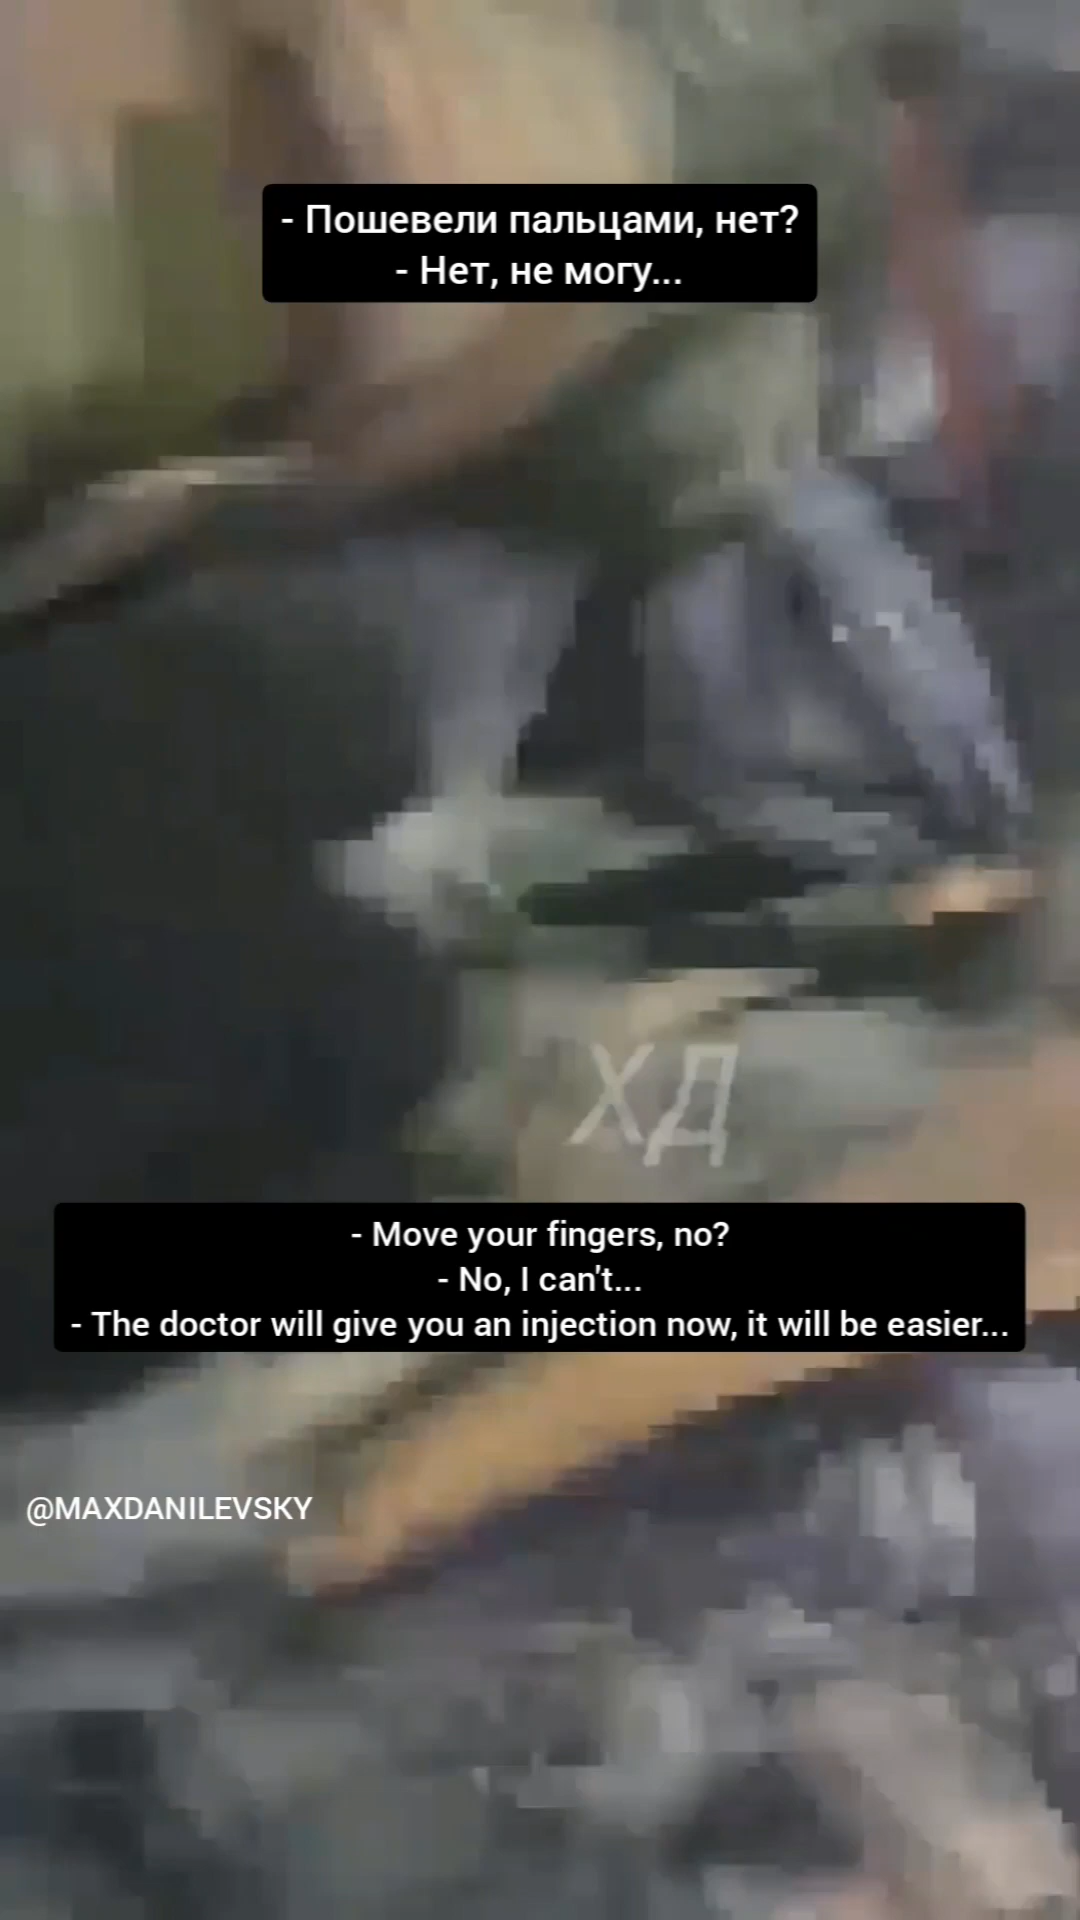 - Пошевели пальцами, нет?
- Нет, не могу...
ХД
- Move your fingers, no?
- No, I can't...
- The doctor will give you an injection now, it will be easier...
@MAXDANILEVSKY